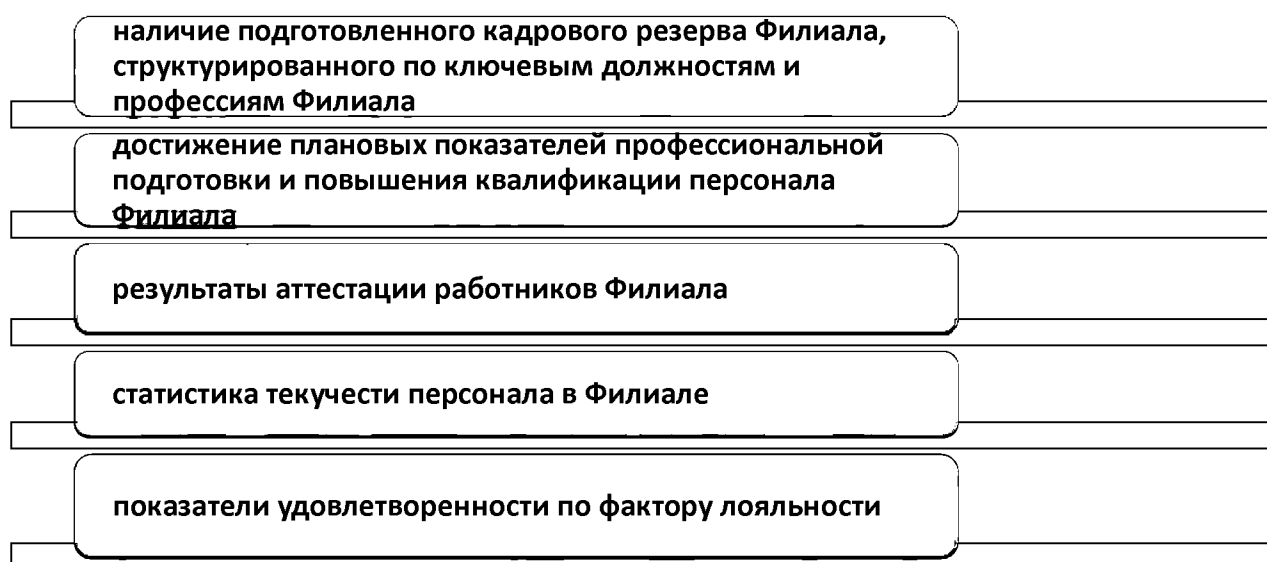 наличие подготовленного кадрового резерва Филиала,
структурированного по ключевым должностям и
профессиям Филиала
достижение плановых показателей профессиональной
подготовки и повышения квалификации персонала
Филиала
результаты аттестации работников Филиала
статистика текучести персонала в Филиале
показатели удовлетворенности по фактору лояльности